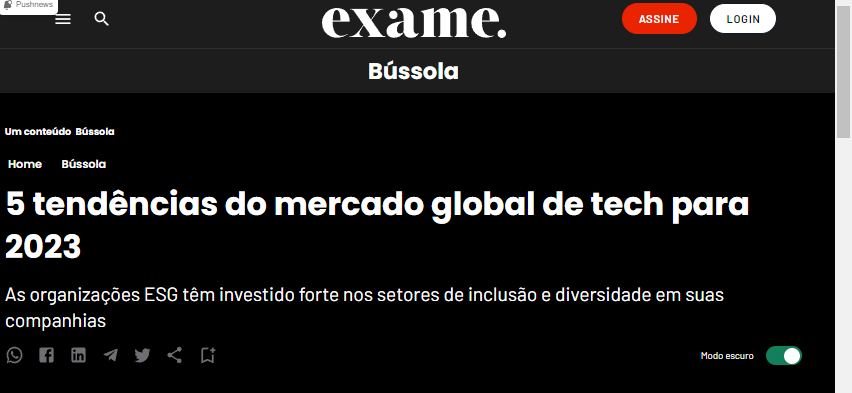 Pushnews
exame.
ASSINE
LOGIN
Bússola
Um conteúdo Bússola
Home Bússola
5 tendências do mercado global de tech para
2023
As organizações ESG têm investido forte nos setores de inclusão e diversidade em suas
companhias
Modo escuro